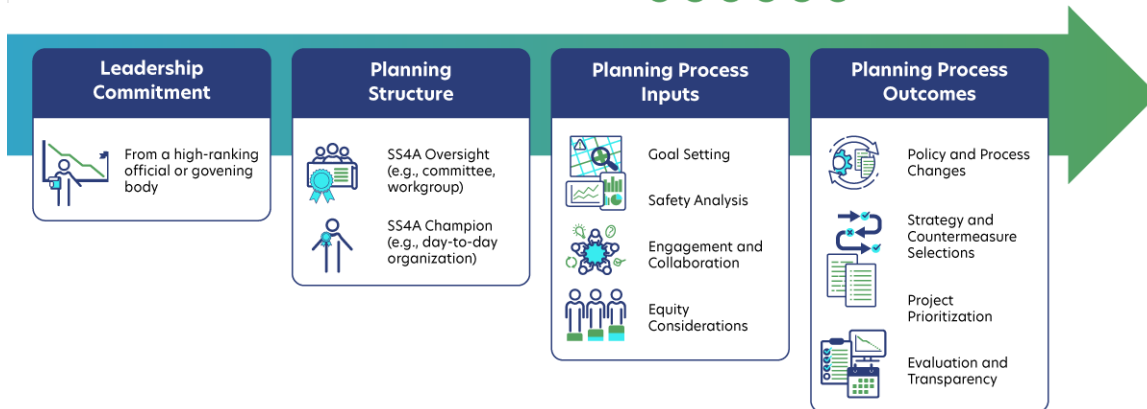 Leadership
Commitment
From a high-ranking
official or govening
body
Planning
Structure
SS4A Oversight
(e.g., committee,
workgroup)
SS4A Champion
(e.g., day-to-day
organization)
Planning Process
Inputs
Goal Setting
Safety Analysis
Engagement and
Collaboration
Equity
Considerations
Planning Process
Outcomes
Policy and Process
Changes
Strategy and
Countermeasure
Selections
Project
Prioritization
Evaluation and
Transparency